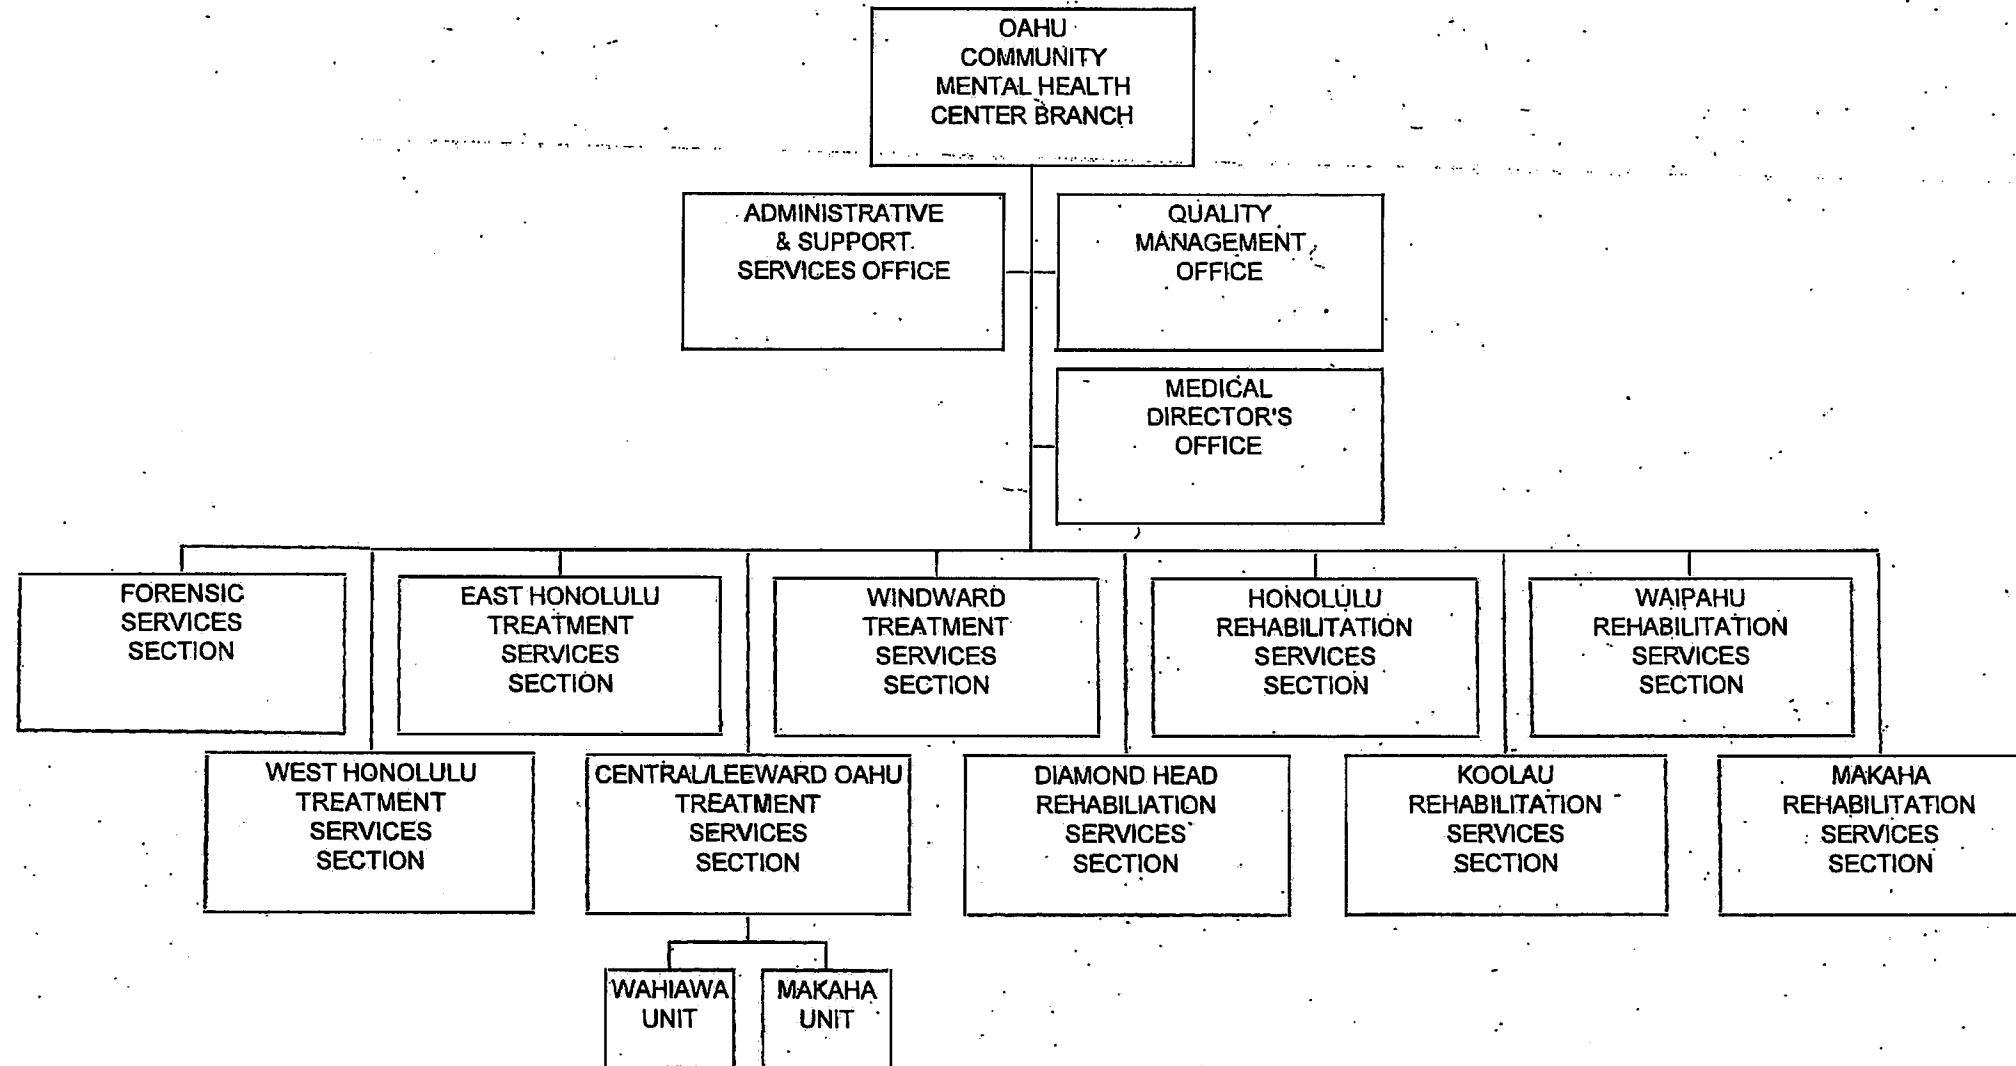 OAHU
COMMUNITY
MENTAL HEALTH
CENTER BRANCH
ADMINISTRATIVE
& SUPPORT
SERVICES OFFICE
QUALITY
MANAGEMENT
OFFICE
MEDICAL
DIRECTOR'S
OFFICE
FORENSIC
SERVICES
SECTION
EAST HONOLULU
TREATMENT
SERVICES
SECTION
WINDWARD
TREATMENT
SERVICES
SECTION
HONOLULU
REHABILITATION
SERVICES
SECTION
WAIPAHU
REHABILITATION
SERVICES
SECTION
WEST HONOLULU
TREATMENT
SERVICES
SECTION
CENTRAL/LEEWARD OAHU
TREATMENT
SERVICES
SECTION
DIAMOND HEAD
REHABILIATION
SERVICES
SECTION
KOOLAU
REHABILITATION
SERVICES
SECTION
MAKAHA
REHABILITATION
SERVICES
SECTION
WAHIAWA
UNIT
MAKAHA
UNIT